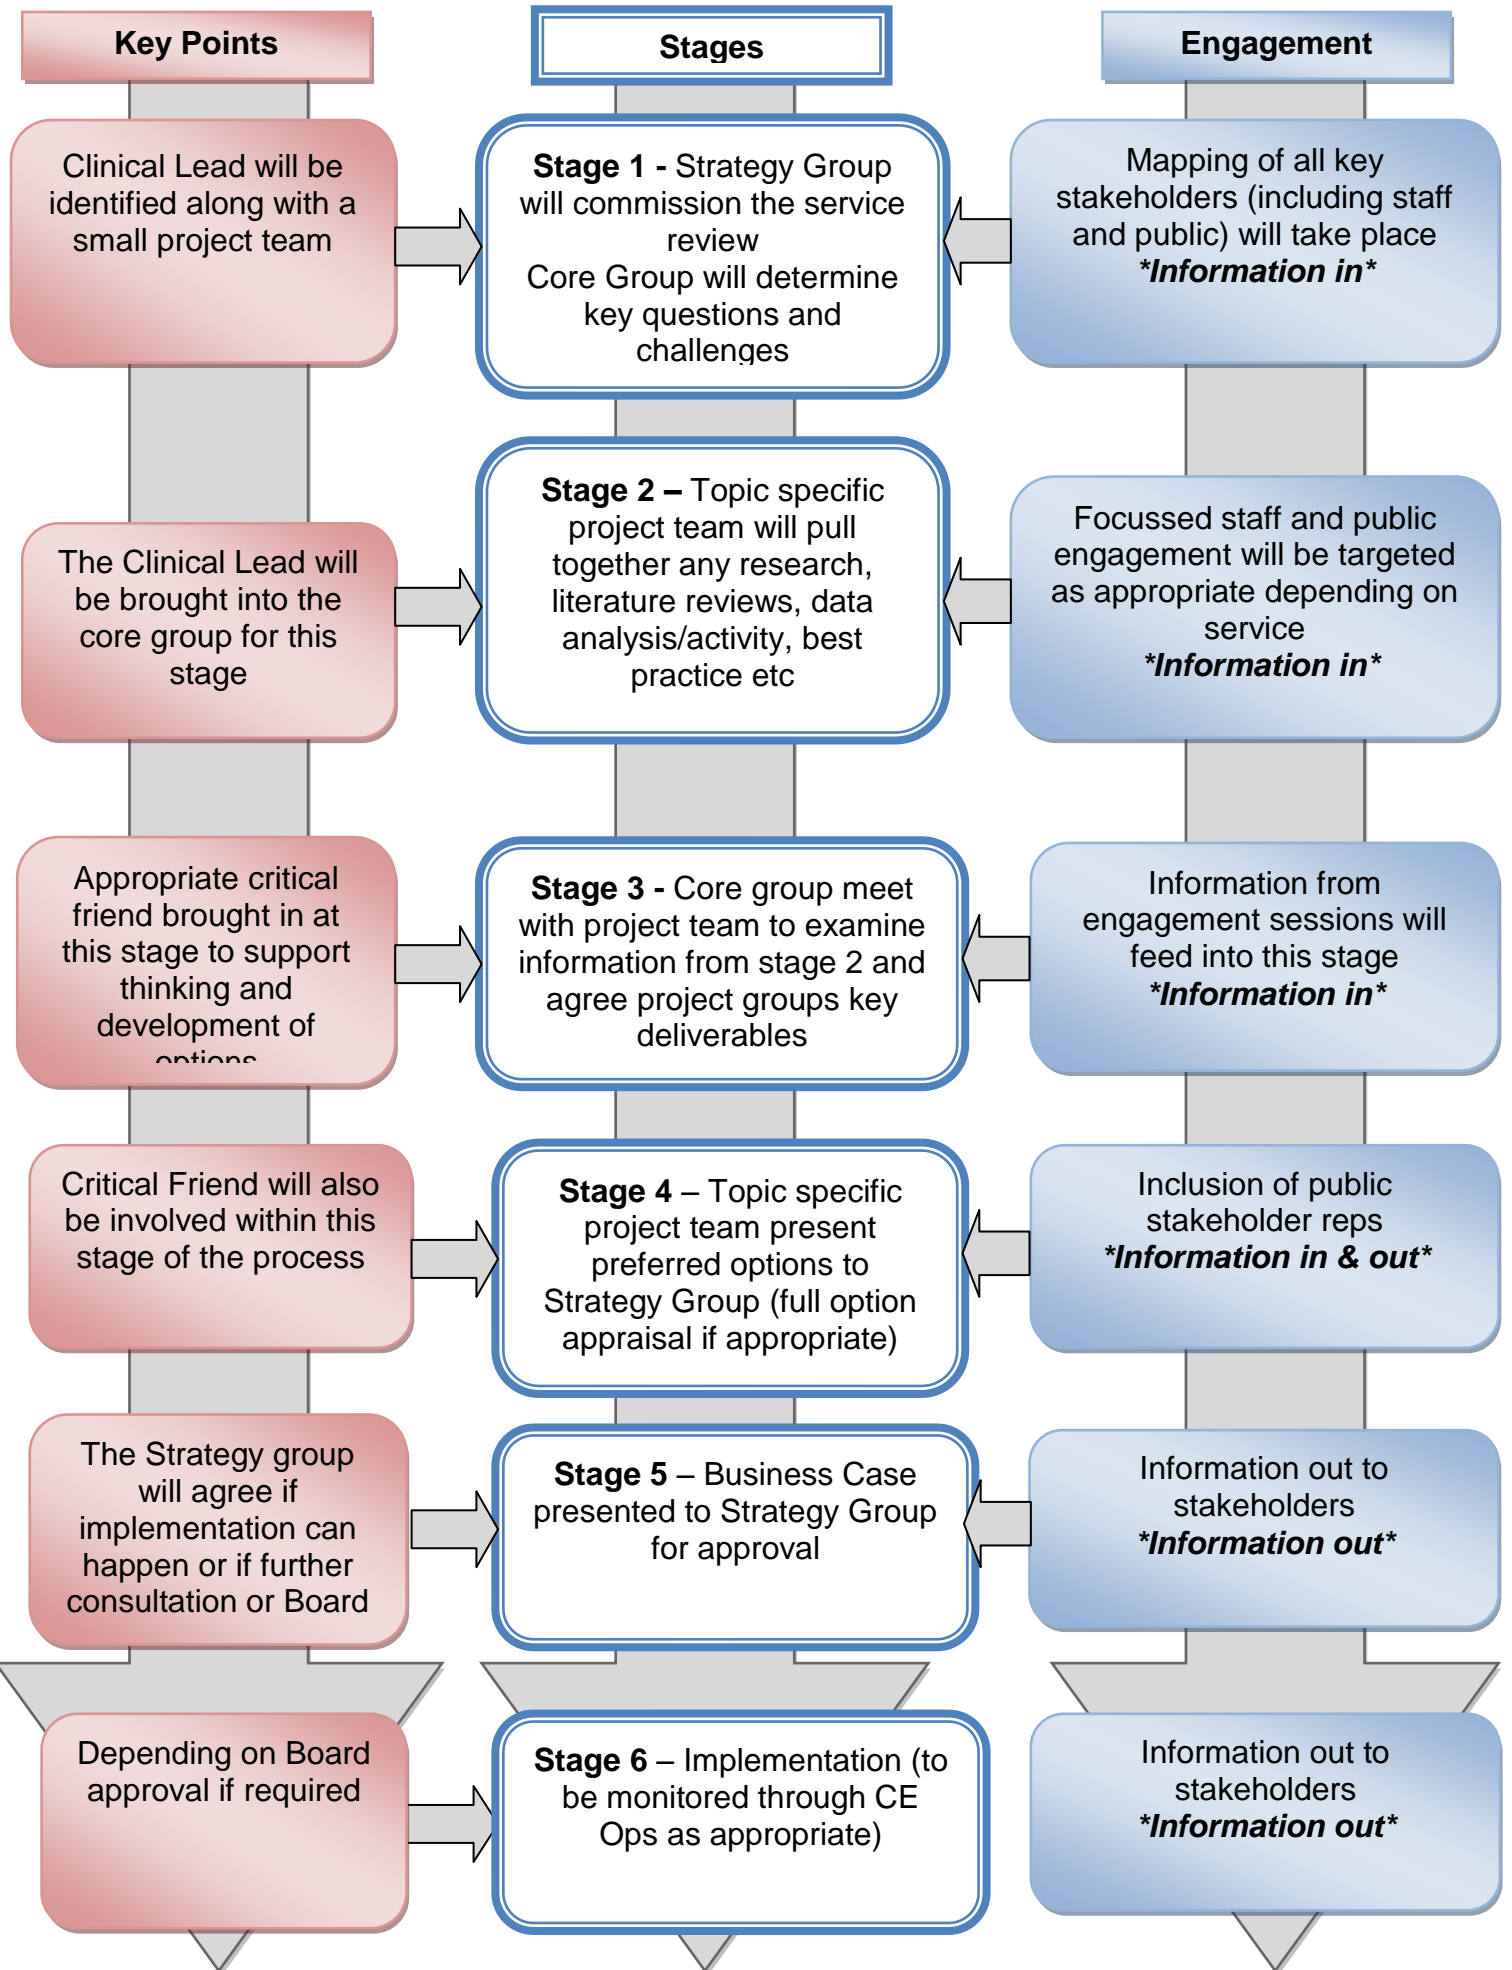 Key Points
Stages
Engagement
Clinical Lead will be
identified along with a
small project team
Stage 1 - Strategy Group
will commission the service
review
Core Group will determine
key questions and
challenges
Mapping of all key
stakeholders (including staff
and public) will take place
*Information in*
The Clinical Lead will
be brought into the
core group for this
stage
Stage 2 – Topic specific
project team will pull
together any research,
literature reviews, data
analysis/activity, best
practice etc
Focussed staff and public
engagement will be targeted
as appropriate depending on
service
*Information in*
Appropriate critical
friend brought in at
this stage to support
thinking and
development of
options
Stage 3 - Core group meet
with project team to examine
information from stage 2 and
agree project groups key
deliverables
Information from
engagement sessions will
feed into this stage
*Information in*
Critical Friend will also
be involved within this
stage of the process
Stage 4 – Topic specific
project team present
preferred options to
Strategy Group (full option
appraisal if appropriate)
Inclusion of public
stakeholder reps
*Information in & out*
The Strategy group
will agree if
implementation can
happen or if further
consultation or Board
Stage 5 – Business Case
presented to Strategy Group
for approval
Information out to
stakeholders
*Information out*
Depending on Board
approval if required
Stage 6 – Implementation (to
be monitored through CE
Ops as appropriate)
Information out to
stakeholders
*Information out*